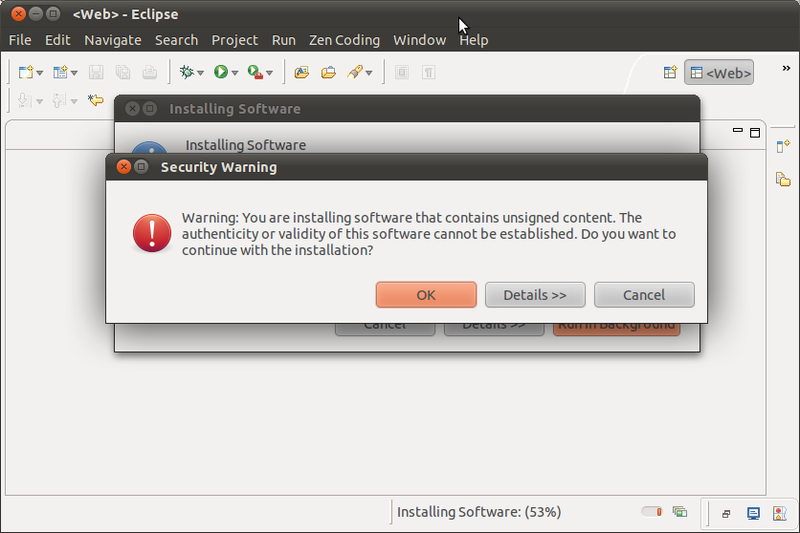 <Web> - Eclipse
File Edit Navigate Search Project Run Zen Coding Window Help
<Web> »
Installing Software
Installing Software
Security Warning
Warning: You are installing software that contains unsigned content. The
authenticity or validity of this software cannot be established. Do you want to
continue with the installation?
OK Details >> Cancel
Cancel Details >> Run in Background
Installing Software: (53%)